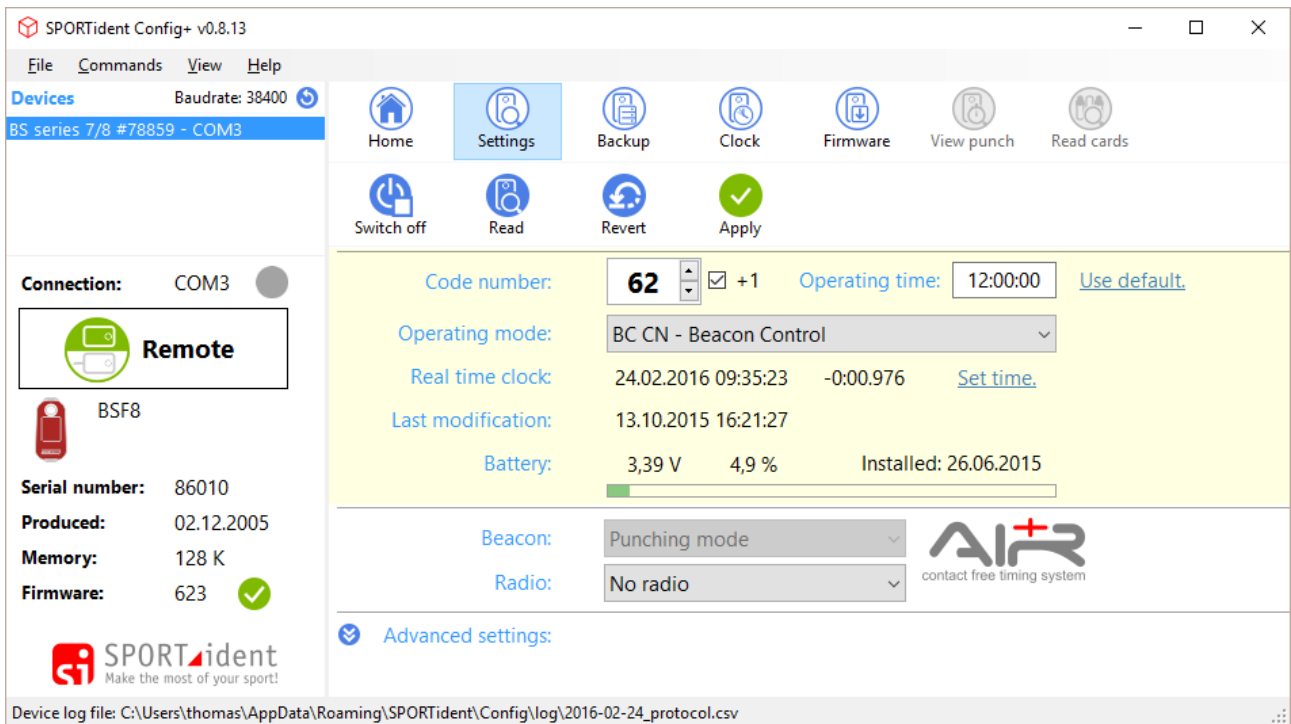 SPORTident Config+ v0.8.13
File Commands View Help
Devices Baudrate: 38400
BS series 7/8 #78859 - COM3
Home Settings Backup Clock Firmware View punch Read cards
Switch off Read Revert Apply
Connection: COM3
Remote
BSF8
Serial number: 86010
Produced: 02.12.2005
Memory: 128 K
Firmware: 623
SPORTident
Make the most of your sport!
Code number: 62 +1 Operating time: 12:00:00 Use default.
Operating mode: BC CN - Beacon Control
Real time clock: 24.02.2016 09:35:23 -0:00.976 Set time.
Last modification: 13.10.2015 16:21:27
Battery: 3,39 V 4,9 % Installed: 26.06.2015
Beacon: Punching mode
AIR+
contact free timing system
Radio: No radio
Advanced settings:
Device log file: C:\Users\thomas\AppData\Roaming\SPORTident\Config\log\2016-02-24_protocol.csv